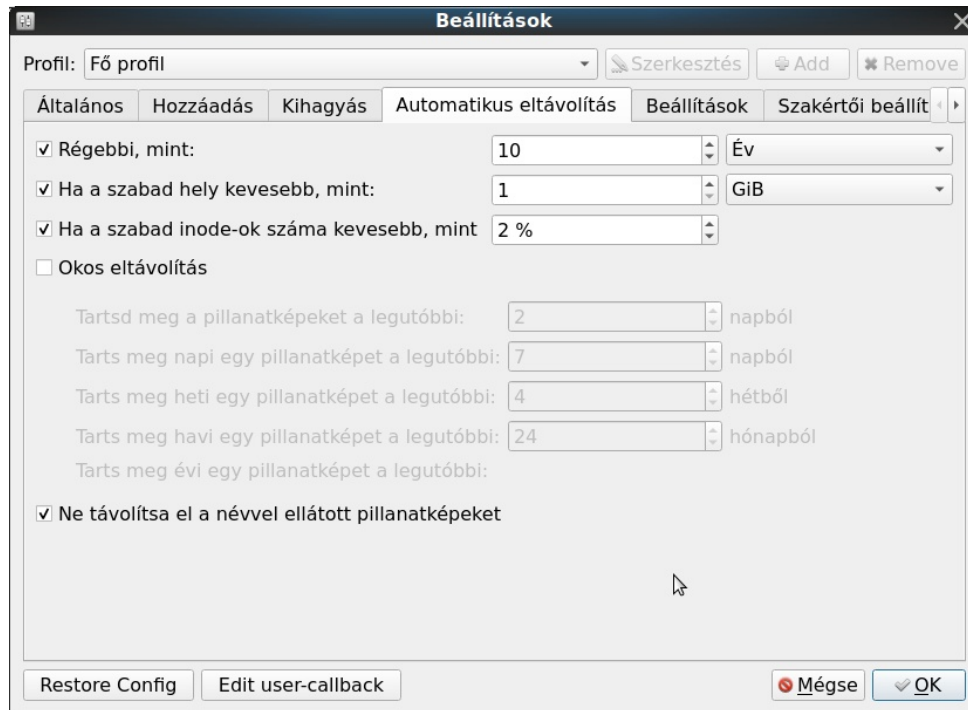 Beállítások
Profil: Fő profil Szerkesztés Add Remove
Általános Hozzáadás Kihagyás Automatikus eltávolítás Beállítások Szakértői beállít
Régebbi, mint: 10 Év
Ha a szabad hely kevesebb, mint: 1 GiB
Ha a szabad inode-ok száma kevesebb, mint 2 %
Okos eltávolítás
Tartsd meg a pillanatképeket a legutóbbi: 2 napból
Tarts meg napi egy pillanatképet a legutóbbi: 7 napból
Tarts meg heti egy pillanatképet a legutóbbi: 4 hétből
Tarts meg havi egy pillanatképet a legutóbbi: 24 hónapból
Tarts meg évi egy pillanatképet a legutóbbi:
Ne távolítsa el a névvel ellátott pillanatképeket
Restore Config Edit user-callback Mégse OK